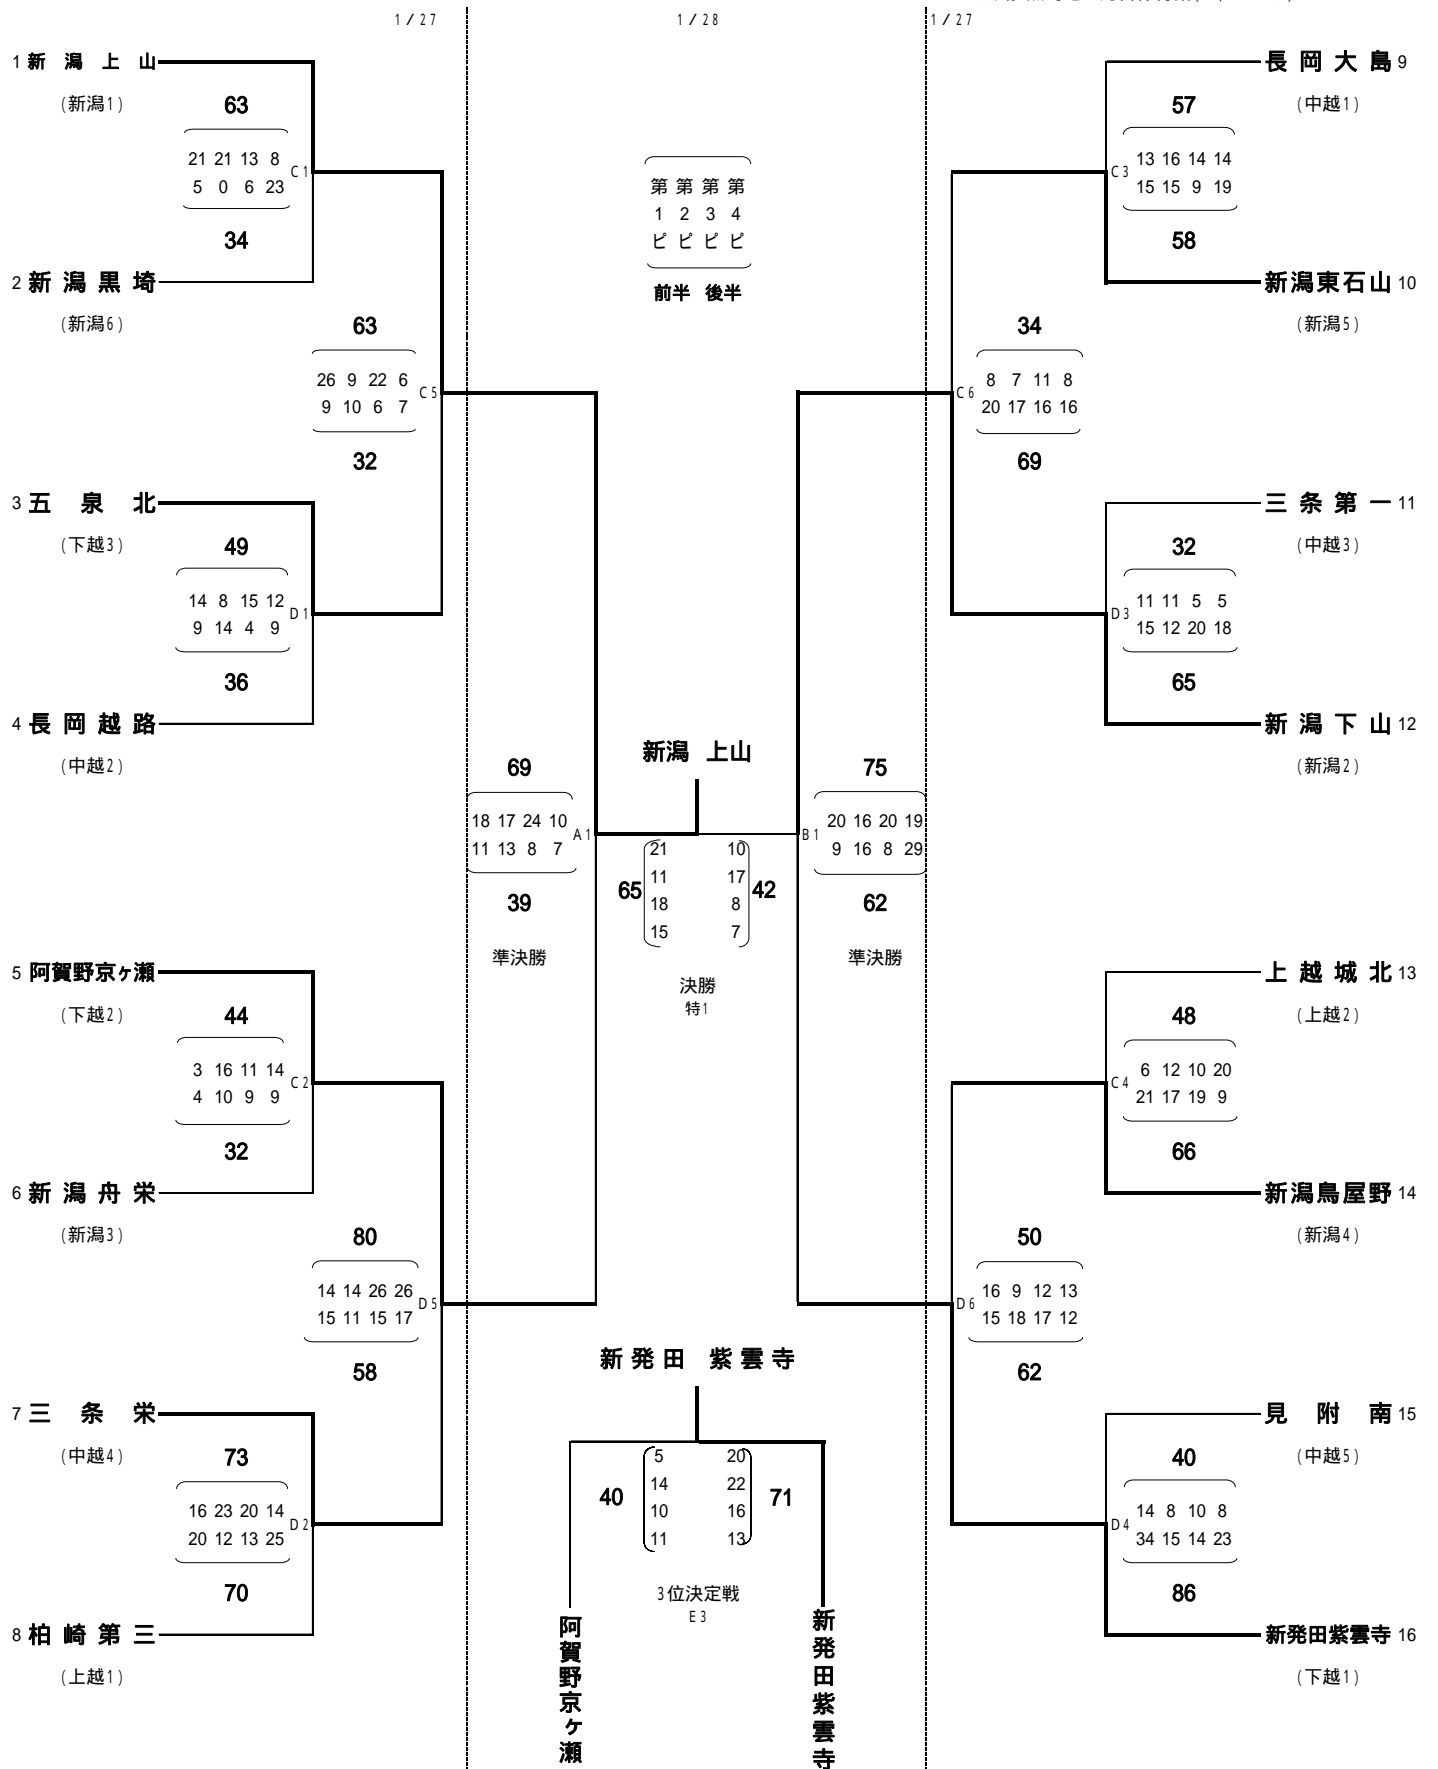 1/27
1/28
1/27
1 新潟上山
(新潟1)
63
21 21 13 8
5 0 6 23
C1
34
2 新潟黒埼
(新潟6)
63
26 9 22 6
9 10 6 7
C5
32
3 五泉北
(下越3)
49
14 8 15 12
9 14 4 9
D1
36
4 長岡越路
(中越2)
69
18 17 24 10
11 13 8 7
A1
39
準決勝
5 阿賀野京ヶ瀬
(下越2)
44
3 16 11 14
4 10 9 9
C2
32
6 新潟舟栄
(新潟3)
80
14 14 26 26
15 11 15 17
D5
58
7 三条栄
(中越4)
73
16 23 20 14
20 12 13 25
D2
70
8 柏崎第三
(上越1)
第 第 第 第
1 2 3 4
ピ ピ ピ ピ
前半 後半
新潟 上山
21 10
11 17
65 42
18 8
15 7
決勝
特1
新発田 紫雲寺
5 20
14 22
40 71
10 16
11 13
3位決定戦
E3
阿賀野京ヶ瀬
新発田紫雲寺
長岡大島 9
(中越1)
57
C3
13 16 14 14
15 15 9 19
58
新潟東石山 10
(新潟5)
34
C6
8 7 11 8
20 17 16 16
69
三条第一 11
(中越3)
32
D3
11 11 5 5
15 12 20 18
65
新潟下山 12
(新潟2)
75
B1
20 16 20 19
9 16 8 29
62
準決勝
上越城北 13
(上越2)
48
C4
6 12 10 20
21 17 19 9
66
新潟鳥屋野 14
(新潟4)
50
D6
16 9 12 13
15 18 17 12
62
見附南 15
(中越5)
40
D4
14 8 10 8
34 15 14 23
86
新発田紫雲寺 16
(下越1)